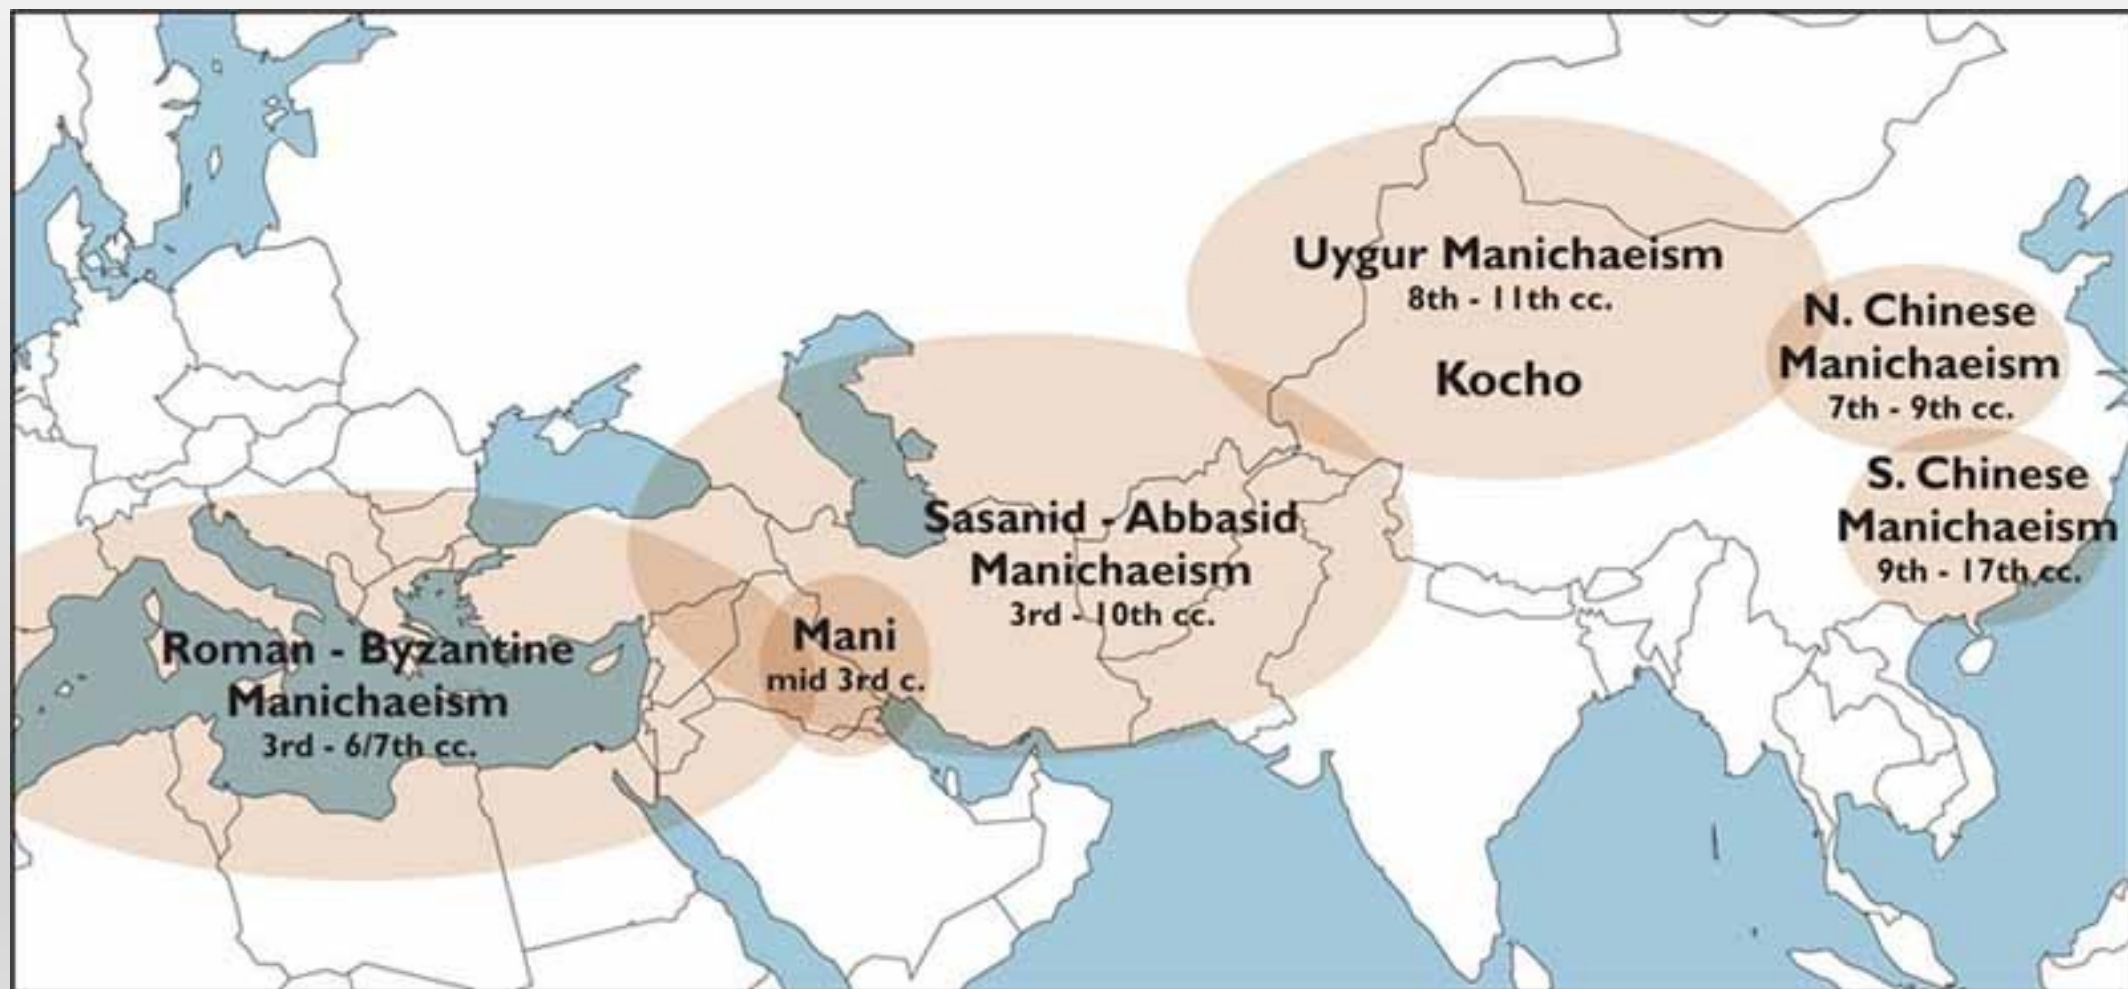 Uygur Manichaeism
8th - 11th cc.
Kocho
N. Chinese
Manichaeism
7th - 9th cc.
S. Chinese
Manichaeism
9th - 17th cc.
Sasanid - Abbasid
Manichaeism
3rd - 10th cc.
Mani
mid 3rd c.
Roman - Byzantine
Manichaeism
3rd - 6/7th cc.